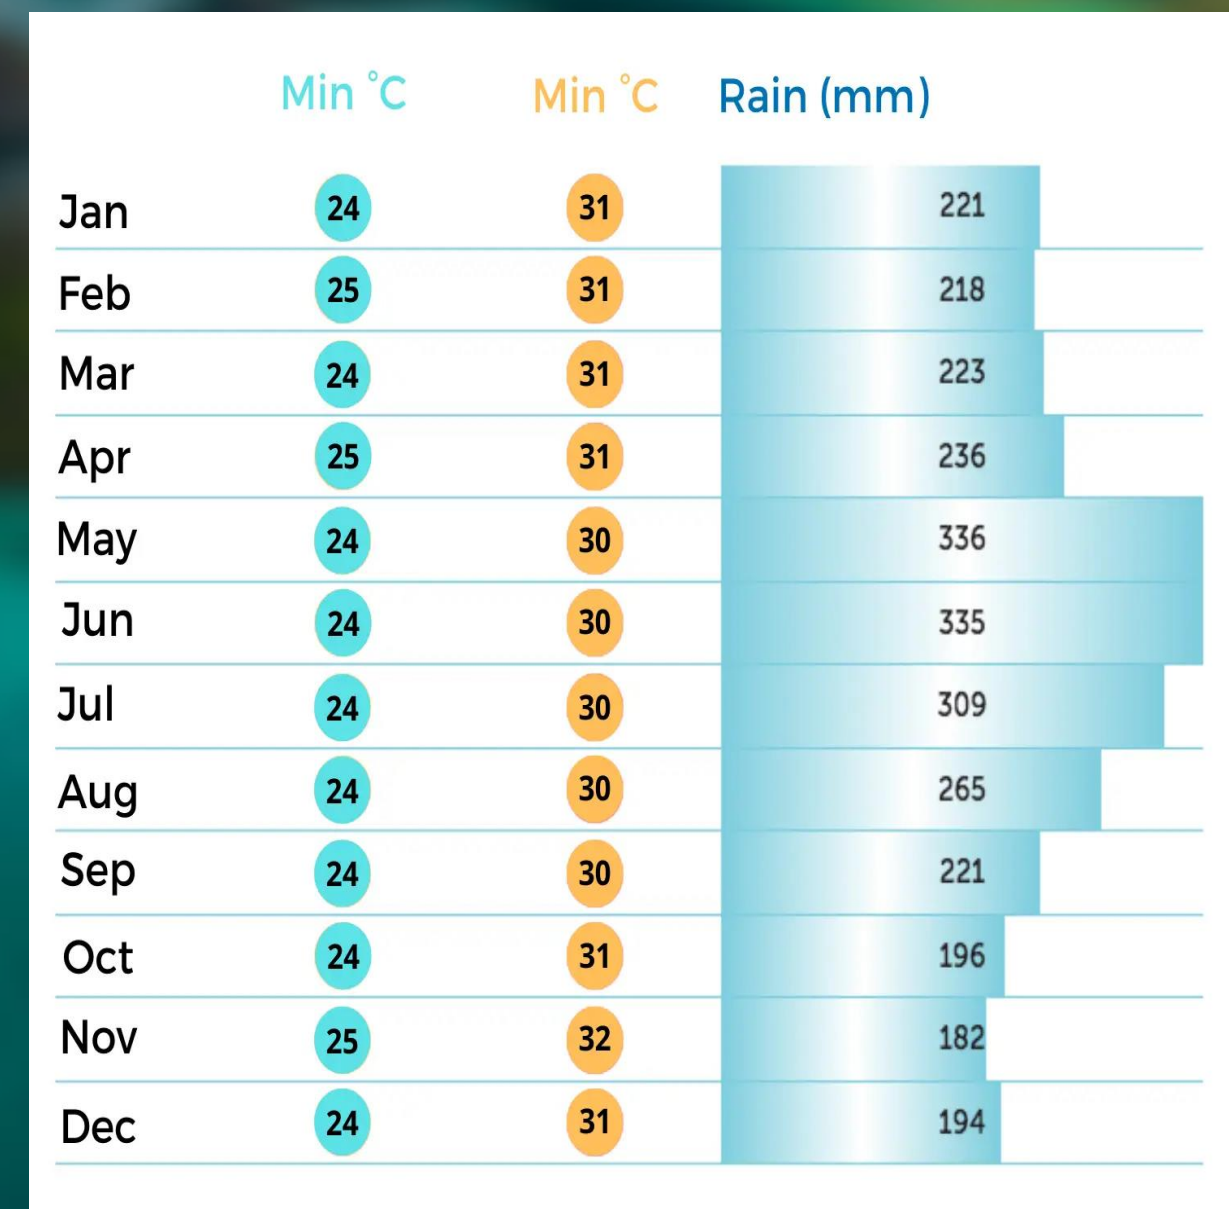 Min °C Min °C Rain (mm)
Jan 24 31 221
Feb 25 31 218
Mar 24 31 223
Apr 25 31 236
May 24 30 336
Jun 24 30 335
Jul 24 30 309
Aug 24 30 265
Sep 24 30 221
Oct 24 31 196
Nov 25 32 182
Dec 24 31 194